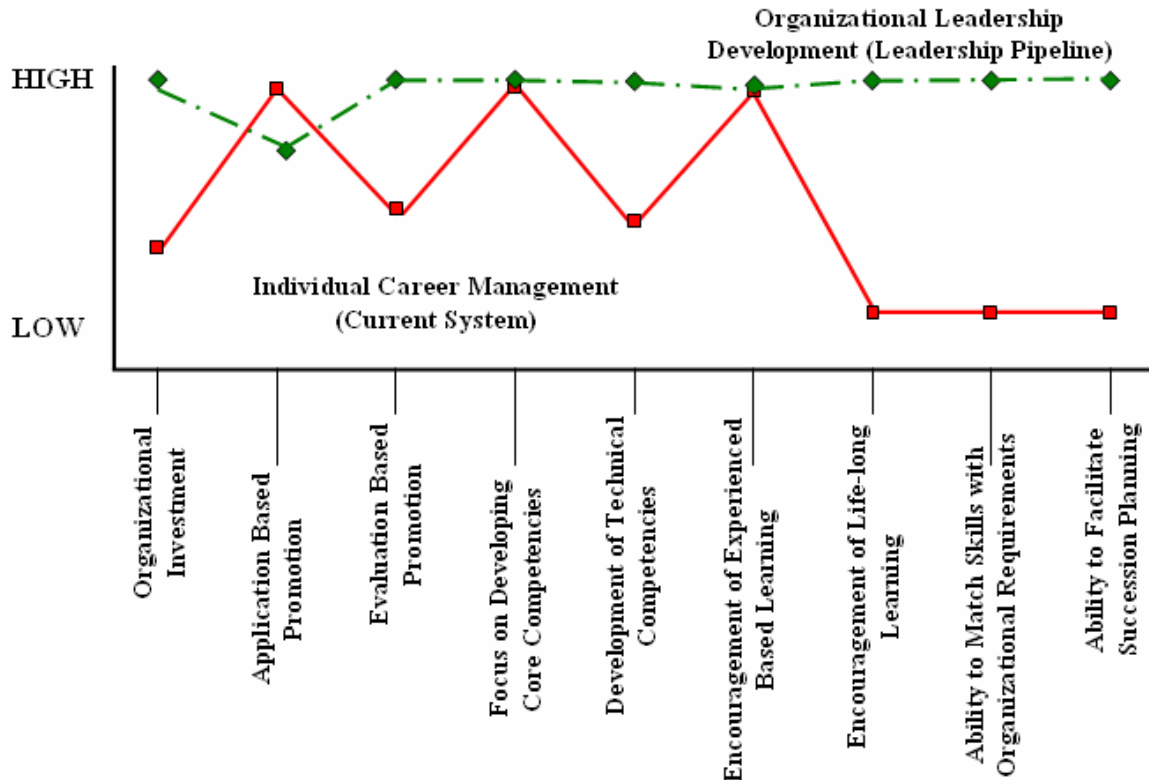 Organizational Leadership
Development (Leadership Pipeline)
HIGH
Individual Career Management
(Current System)
LOW
Organizational
Investment
Application Based
Promotion
Evaluation Based
Promotion
Focus on Developing
Core Competencies
Development of Technical
Competencies
Encouragement of Experienced
Based Learning
Encouragement of Life-long
Learning
Ability to Match Skills with
Organizational Requirements
Ability to Facilitate
Succession Planning